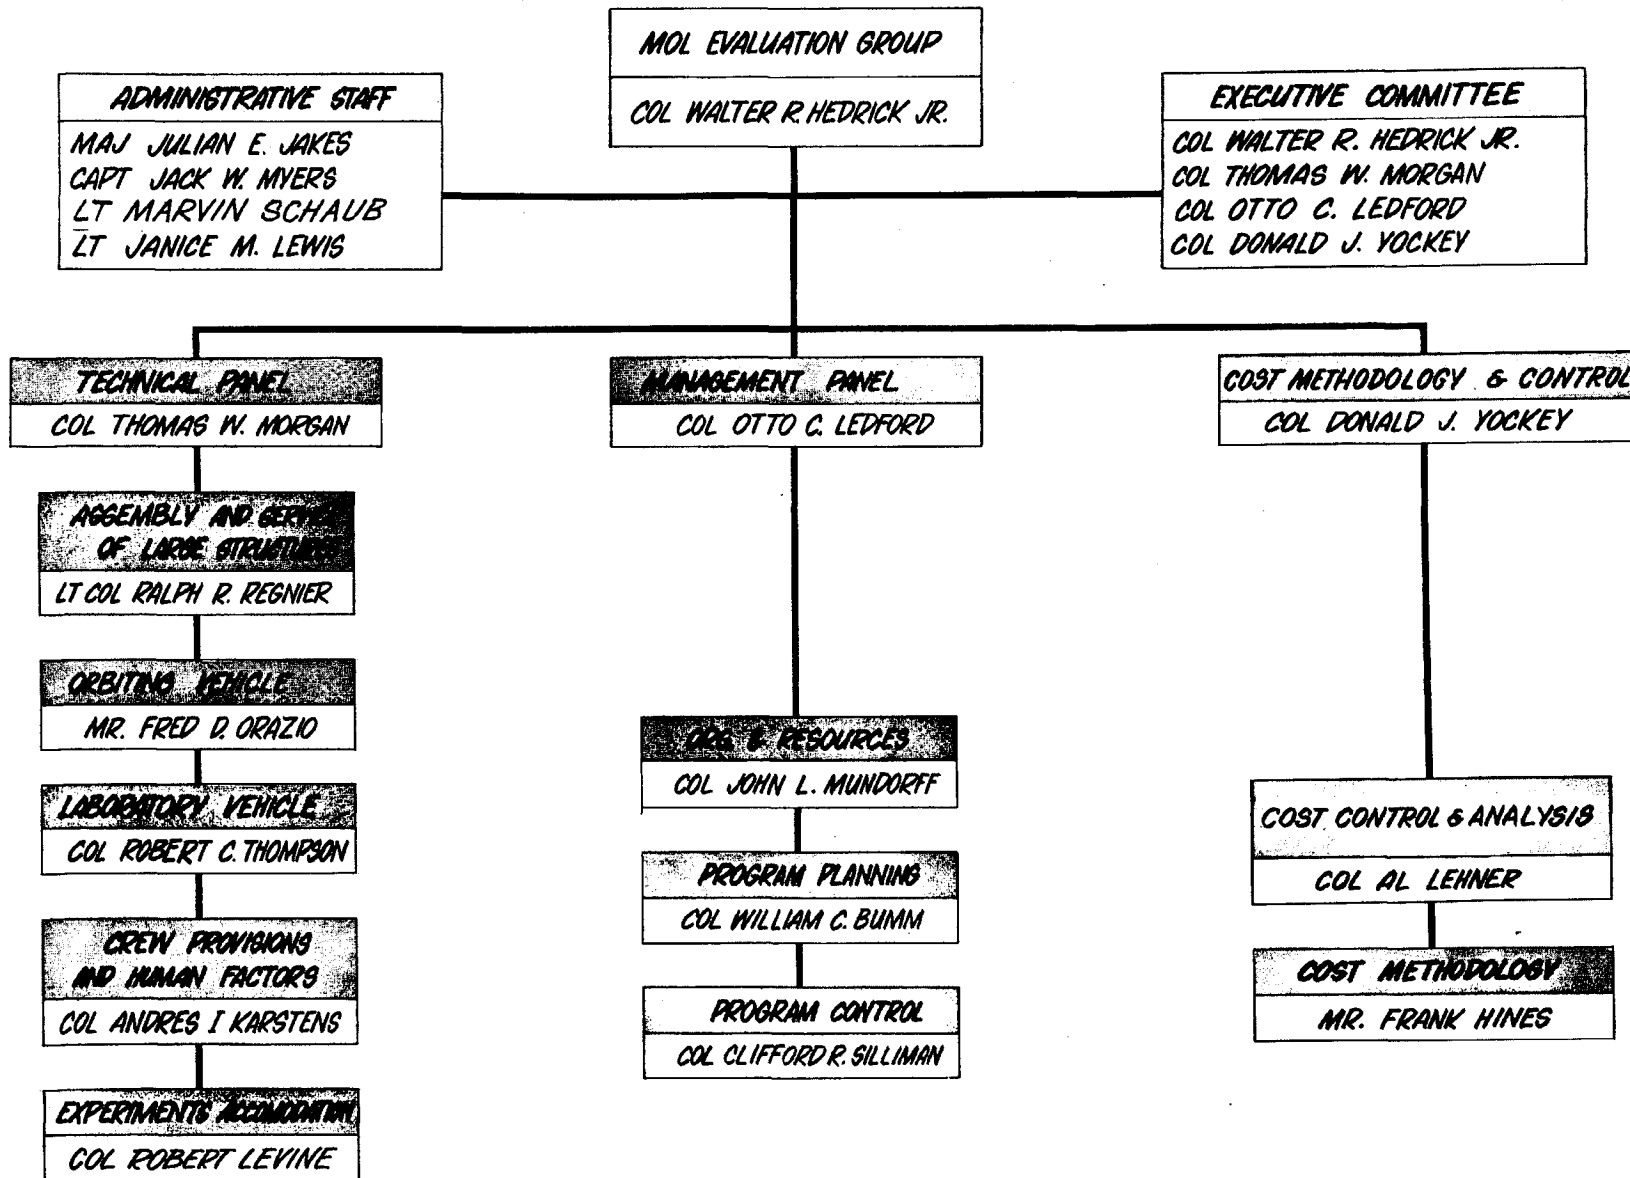 MOL EVALUATION GROUP
COL WALTER R. HEDRICK JR.
ADMINISTRATIVE STAFF
MAJ JULIAN E. JAKES
CAPT JACK W. MYERS
LT MARVIN SCHAUB
LT JANICE M. LEWIS
EXECUTIVE COMMITTEE
COL WALTER R. HEDRICK JR.
COL THOMAS W. MORGAN
COL OTTO C. LEDFORD
COL DONALD J. YOCKEY
TECHNICAL PANEL
COL THOMAS W. MORGAN
ASSEMBLY AND SERVICE
OF LARGE STRUCTURES
LT COL RALPH R. REGNIER
ORBITING VEHICLE
MR. FRED D. ORAZIO
LABORATORY VEHICLE
COL ROBERT C. THOMPSON
CREW PROVISIONS
AND HUMAN FACTORS
COL ANDRES I KARSTENS
EXPERIMENTS ACCOMODATION
COL ROBERT LEVINE
MANAGEMENT PANEL
COL OTTO C. LEDFORD
ORG. & RESOURCES
COL JOHN L. MUNDORFF
PROGRAM PLANNING
COL WILLIAM C. BUMM
PROGRAM CONTROL
COL CLIFFORD R. SILLIMAN
COST METHODOLOGY & CONTROL
COL DONALD J. YOCKEY
COST CONTROL & ANALYSIS
COL AL LEHNER
COST METHODOLOGY
MR. FRANK HINES